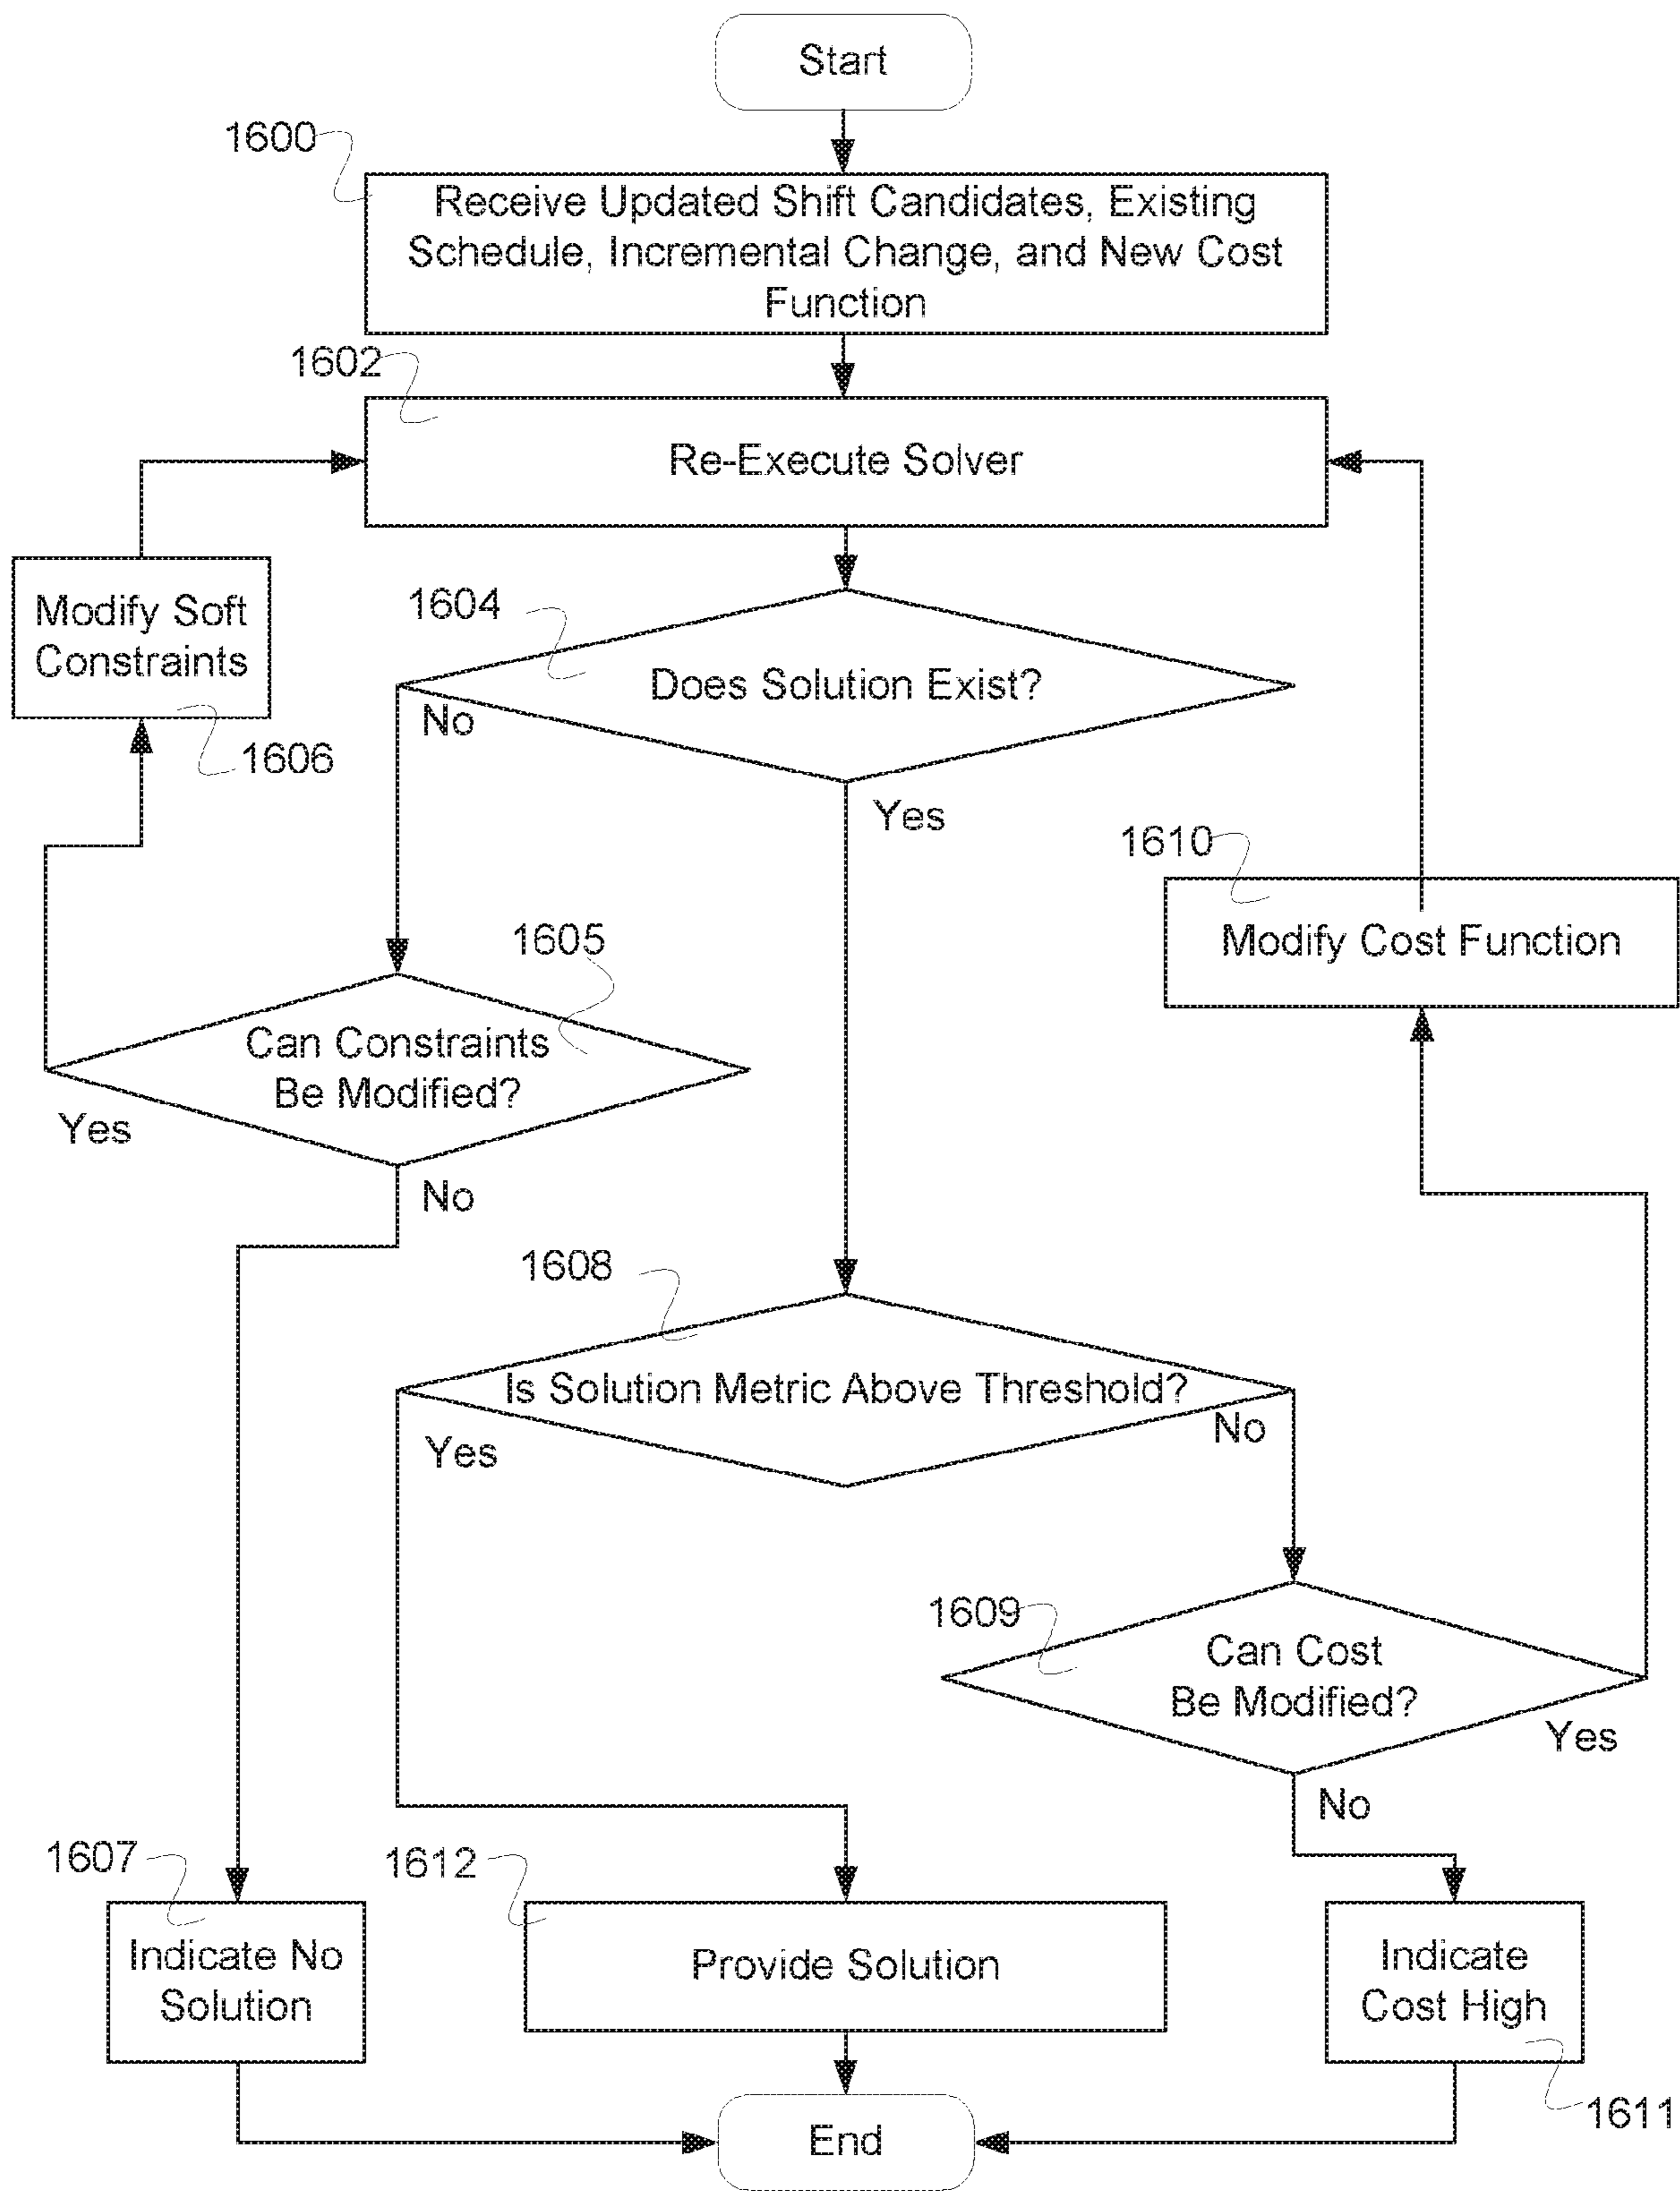 Start
1600
Receive Updated Shift Candidates, Existing
Schedule, Incremental Change, and New Cost
Function
1602
Re-Execute Solver
Modify Soft
Constraints
1606
1604
Does Solution Exist?
No
Yes
1610
Modify Cost Function
1605
Can Constraints
Be Modified?
Yes
No
1608
Is Solution Metric Above Threshold?
Yes
No
1609
Can Cost
Be Modified?
Yes
No
1607
Indicate No
Solution
1612
Provide Solution
Indicate
Cost High
1611
End